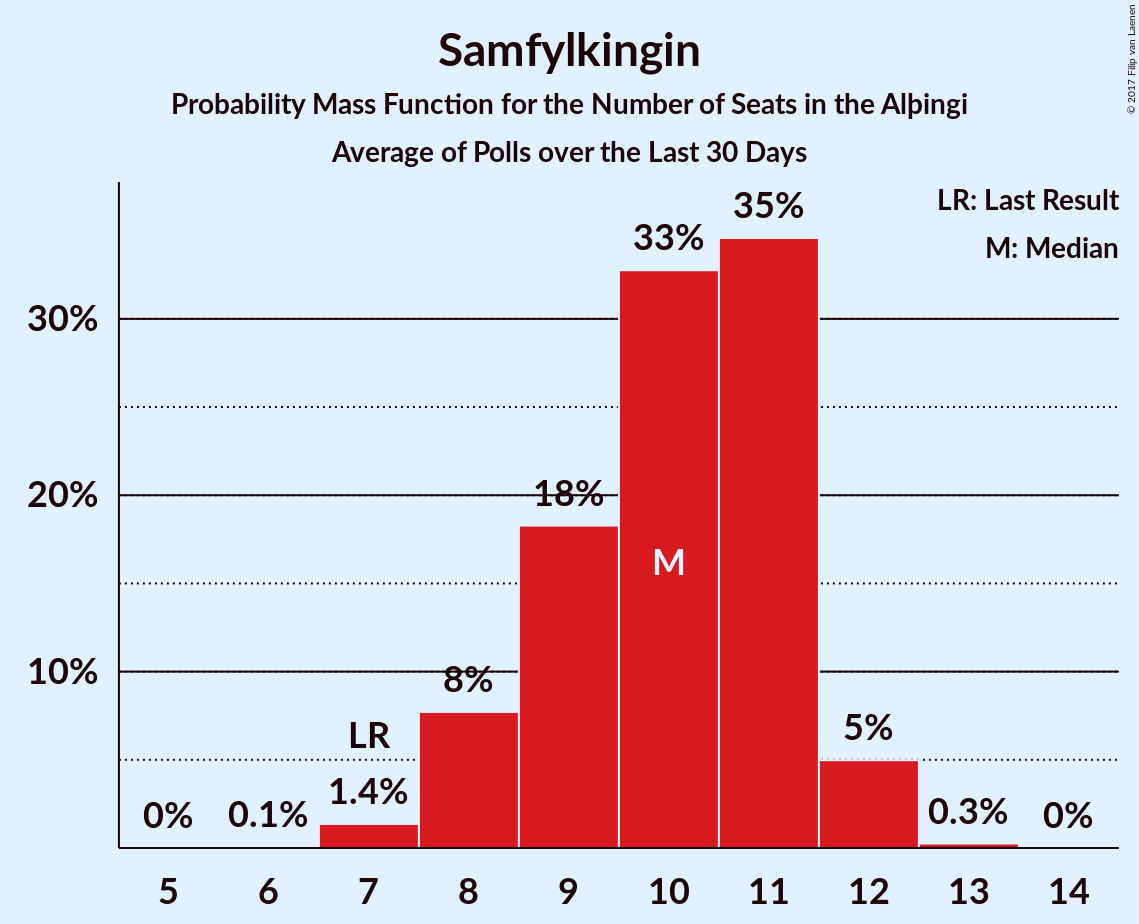 Samfylkingin
Probability Mass Function for the Number of Seats in the Alþingi
Average of Polls over the Last 30 Days
© 2017 Filip van Laenen
LR: Last Result
M: Median
30%
20%
10%
0%
0.1%
LR
1.4%
8%
18%
33%
M
35%
5%
0.3%
0%
5 6 7 8 9 10 11 12 13 14